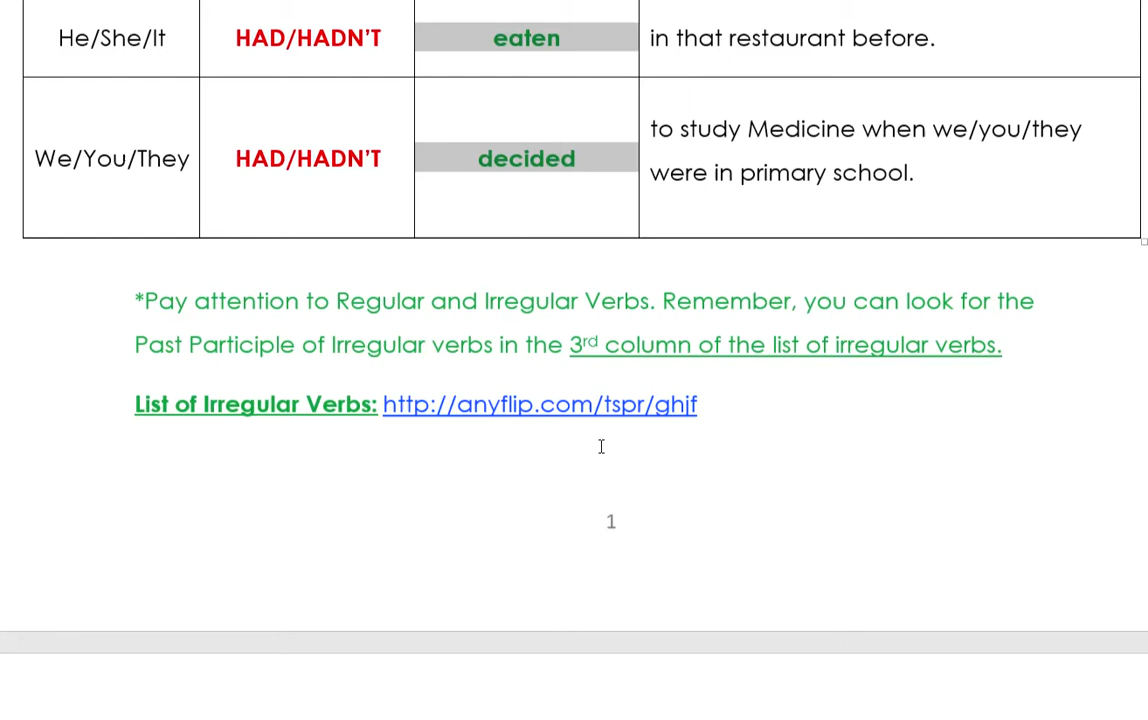 He/She/It HAD/HADN'T eaten in that restaurant before.
We/You/They HAD/HADN'T decided to study Medicine when we/you/they
were in primary school.
*Pay attention to Regular and Irregular Verbs. Remember, you can look for the
Past Participle of Irregular verbs in the 3rd column of the list of irregular verbs.
List of Irregular Verbs: http://anyflip.com/tspr/ghjf
1